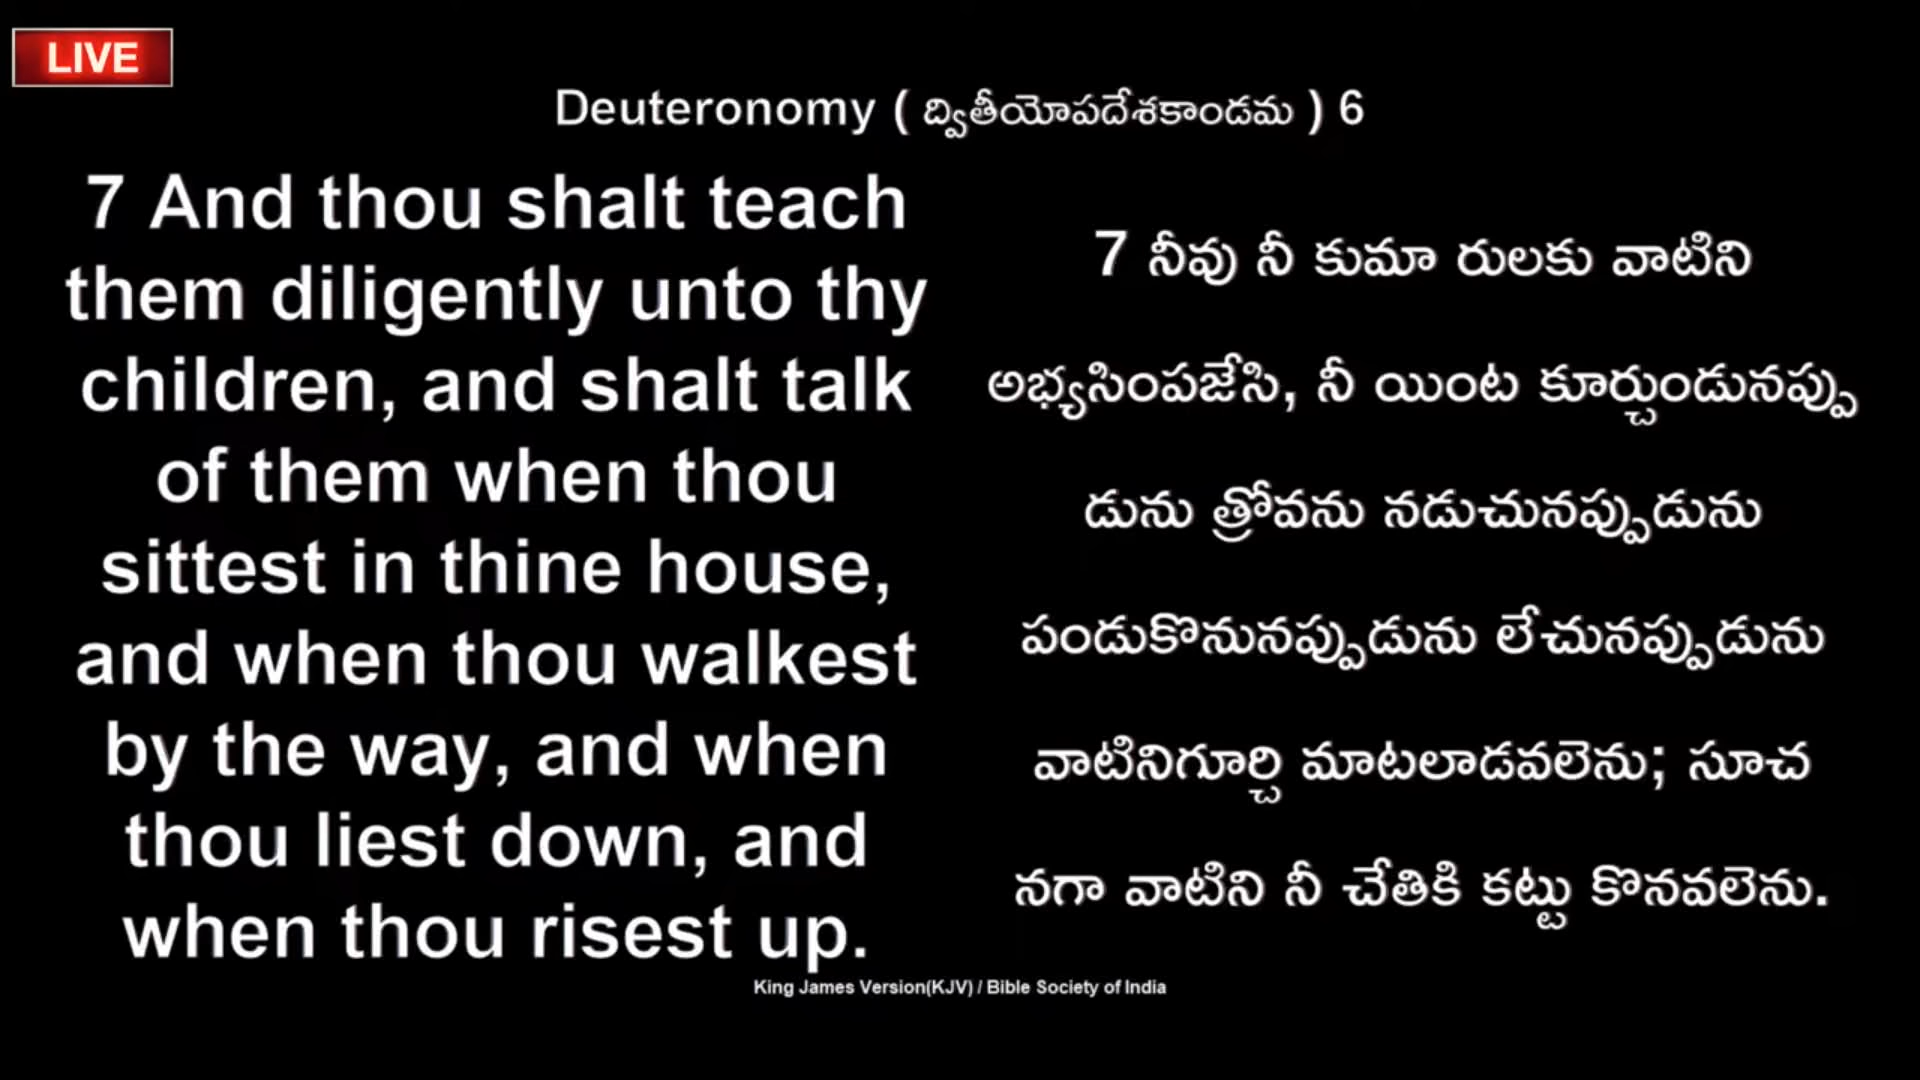 LIVE
Deuteronomy ( ద్వితీయోపదేశకాండమ ) 6
7 And thou shalt teach
them diligently unto thy
children, and shalt talk
of them when thou
sittest in thine house,
and when thou walkest
by the way, and when
thou liest down, and
when thou risest up.
7 నీవు నీ కుమా రులకు వాటిని
అభ్యసింపజేసి, నీ యింట కూర్చుండునప్పు
డును త్రోవను నడుచునప్పుడును
పండుకొనునప్పుడును లేచునప్పుడును
వాటినిగూర్చి మాటలాడవలెను; సూచ
నగా వాటిని నీ చేతికి కట్టు కొనవలెను.
King James Version(KJV) / Bible Society of India